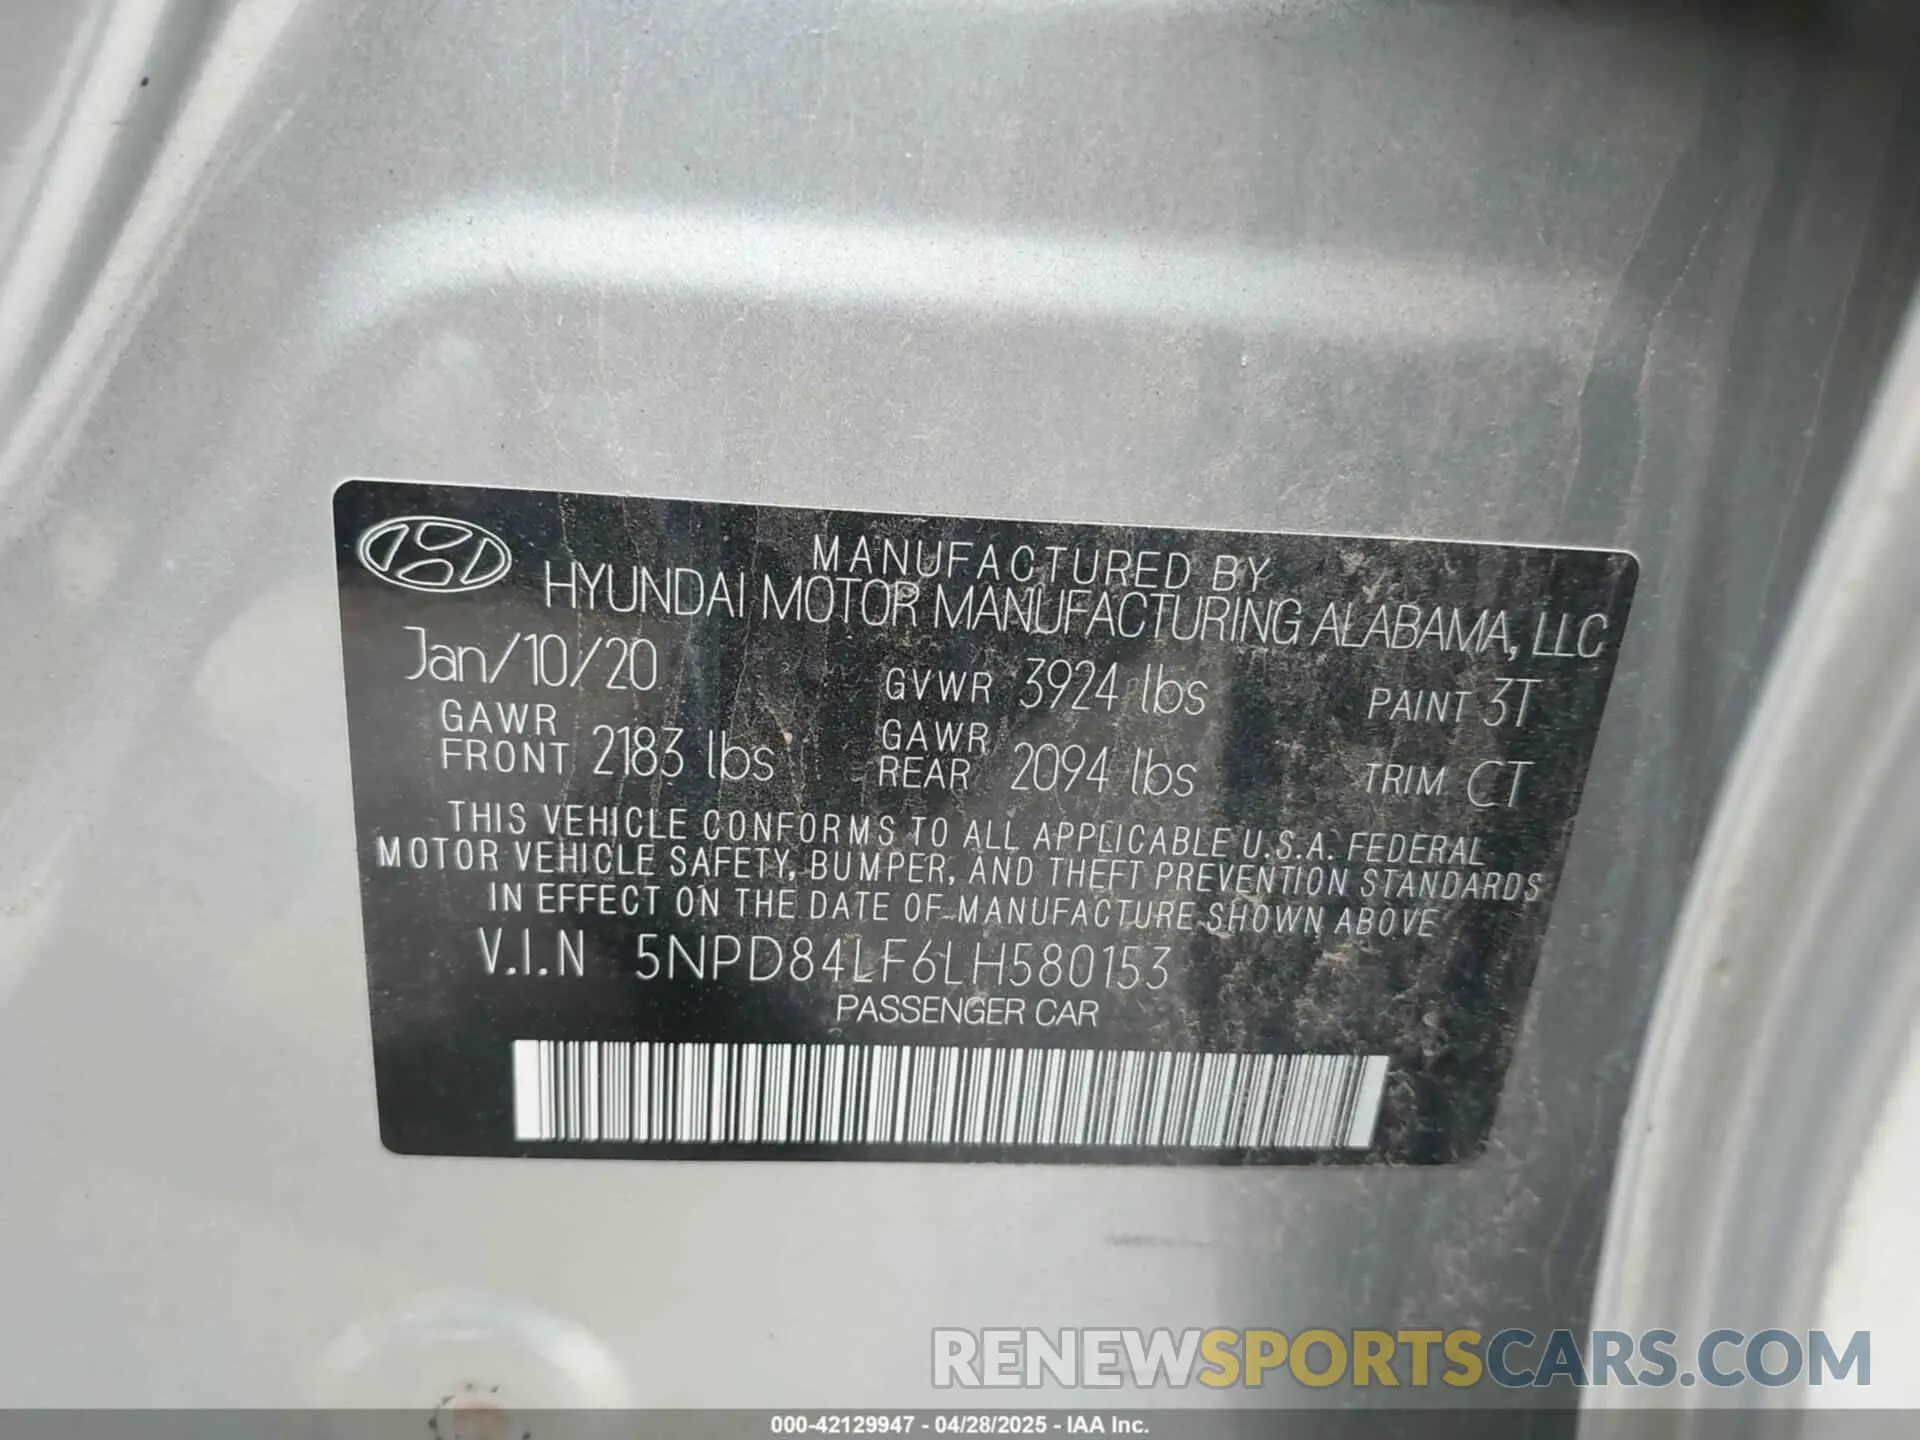 MANUFACTURED BY
HYUNDAI MOTOR MANUFACTURING ALABAMA, LLC
Jan/10/20 GVWR 3924 lbs PAINT 3T
GAWR FRONT 2183 lbs GAWR REAR 2094 lbs TRIM CT
THIS VEHICLE CONFORMS TO ALL APPLICABLE U.S.A. FEDERAL
MOTOR VEHICLE SAFETY, BUMPER, AND THEFT PREVENTION STANDARDS
IN EFFECT ON THE DATE OF MANUFACTURE SHOWN ABOVE
V.I.N 5NPD84LF6LH580153
PASSENGER CAR
RENEWSPORTSCARS.COM
000-42129947 - 04/28/2025 - IAA Inc.